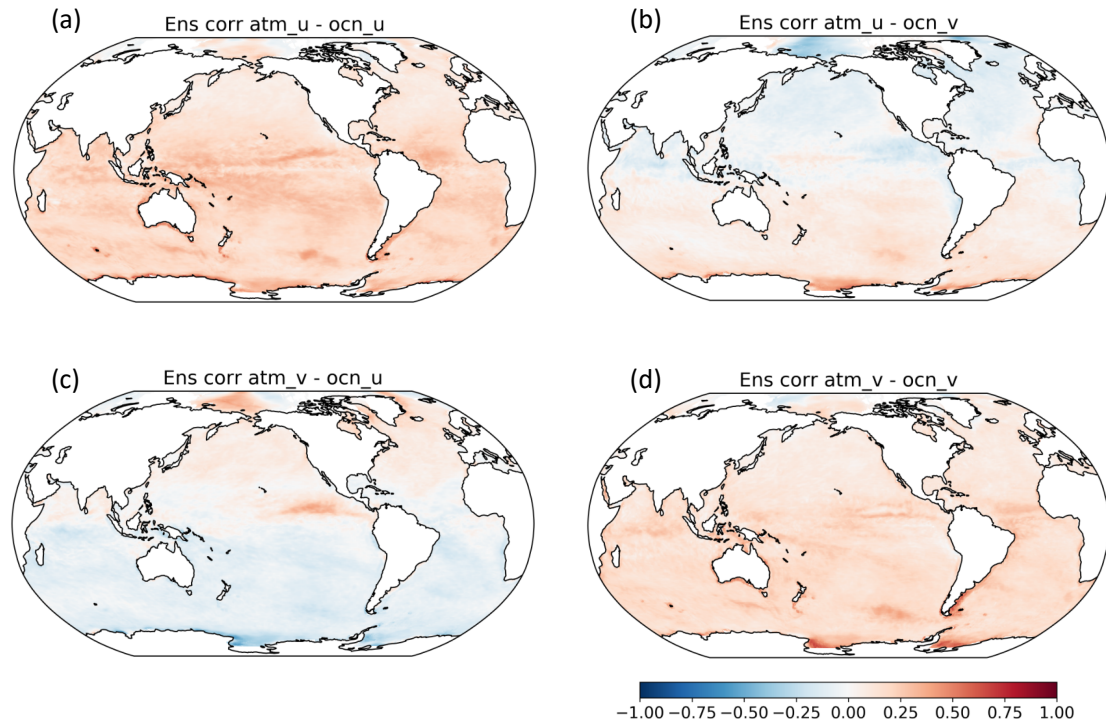 (a)
Ens corr atm_u - ocn_u
(b)
Ens corr atm_u - ocn_v
(c)
Ens corr atm_v - ocn_u
(d)
Ens corr atm_v - ocn_v
−1.00 −0.75 −0.50 −0.25 0.00 0.25 0.50 0.75 1.00